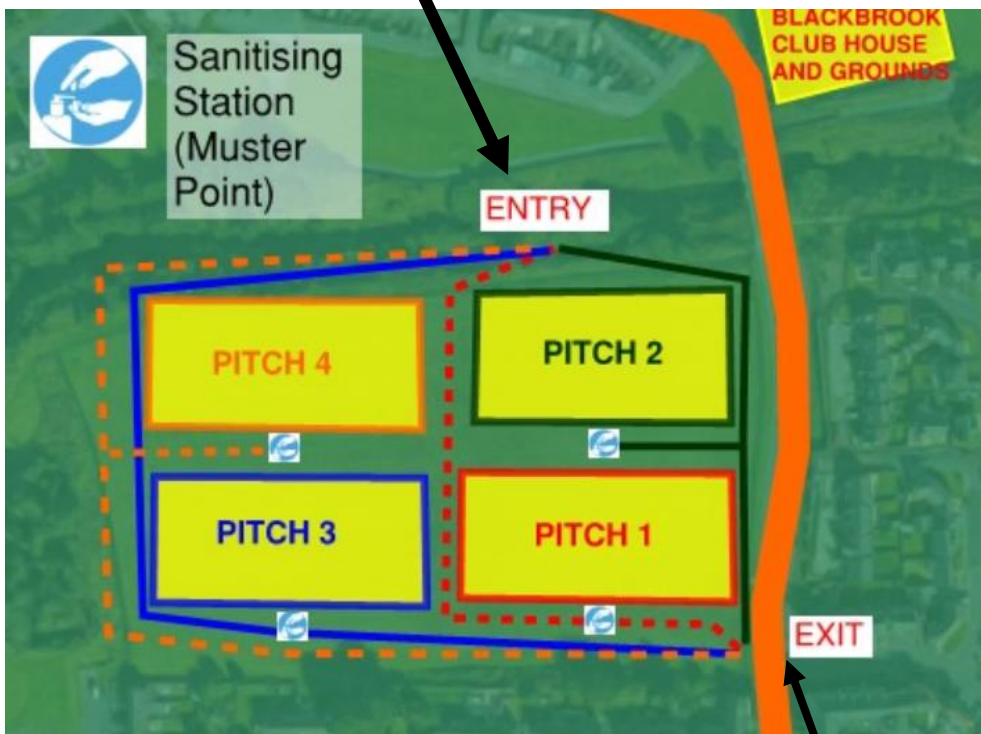 BLACKBROOK
CLUB HOUSE
AND GROUNDS
Sanitising
Station
(Muster
Point)
ENTRY
PITCH 4
PITCH 2
PITCH 3
PITCH 1
EXIT